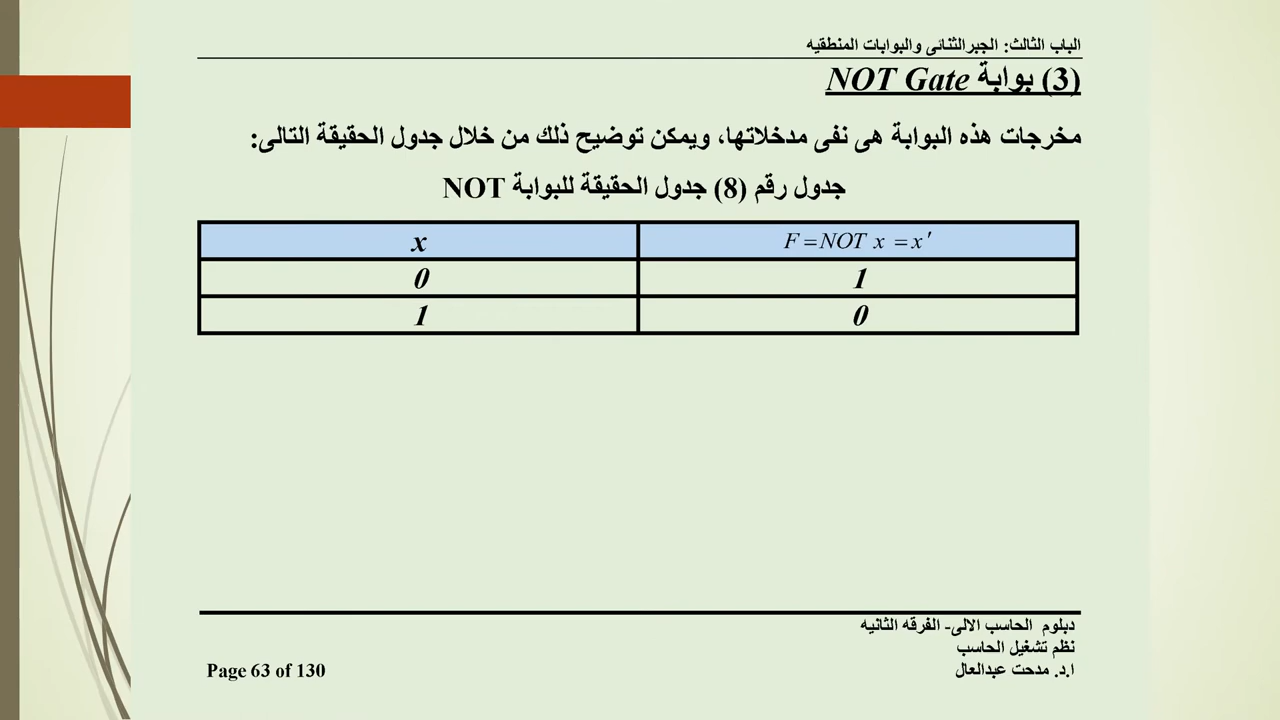 الباب الثالث: الجبرالثنائى والبوابات المنطقيه
(3) بوابة NOT Gate
مخرجات هذه البوابة هى نفى مدخلاتها، ويمكن توضيح ذلك من خلال جدول الحقيقة التالى:
جدول رقم (8) جدول الحقيقة للبوابة NOT
x F = NOT x = x′
0 1
1 0
دبلوم الحاسب الالى- الفرقه الثانيه
نظم تشغيل الحاسب
ا.د. مدحت عبدالعال
Page 63 of 130